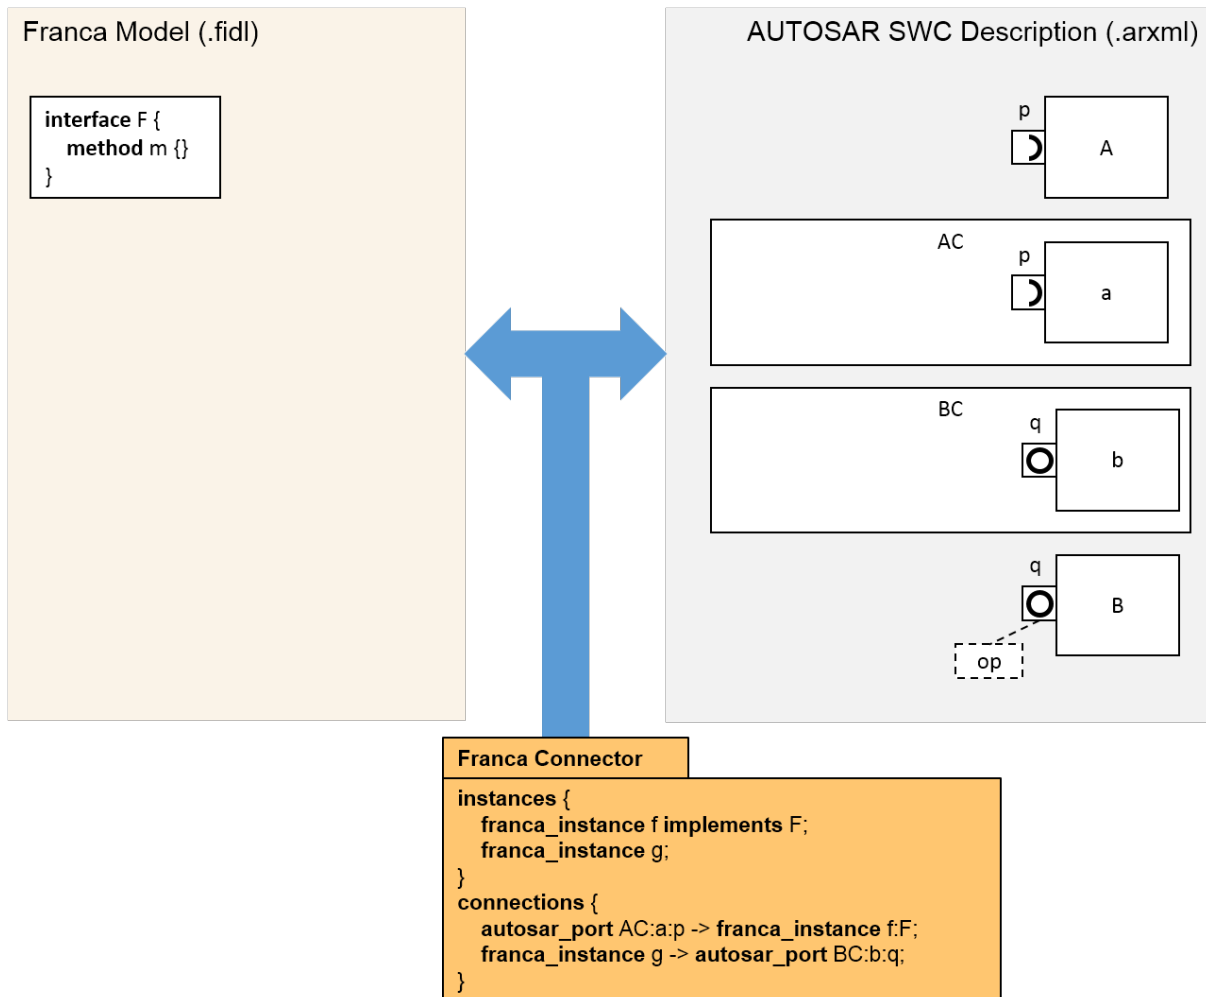 Franca Model (.fidl)
interface F {
method m {}
}
AUTOSAR SWC Description (.arxml)
p
A
AC
p
a
BC
q
b
q
B
op
Franca Connector
instances {
franca_instance f implements F;
franca_instance g;
}
connections {
autosar_port AC:a:p -> franca_instance f:F;
franca_instance g -> autosar_port BC:b:q;
}